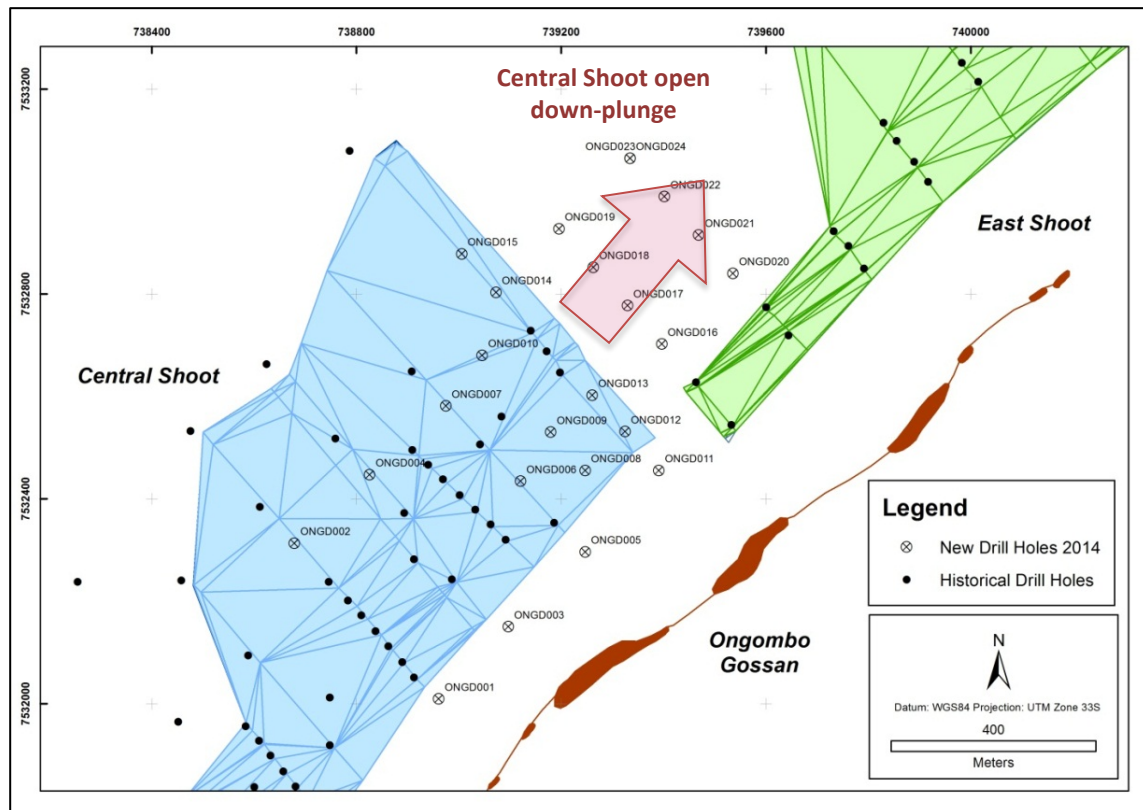 738400 738800 739200 739600 740000
7533200
7532800
7532400
7532000
Central Shoot open
down-plunge
ONGD023ONGD024
ONGD022
ONGD019
ONGD021
ONGD015
ONGD018
ONGD020
ONGD014
ONGD017
ONGD016
ONGD010
ONGD013
ONGD007
ONGD009
ONGD012
ONGD004
ONGD006
ONGD008
ONGD011
ONGD002
ONGD005
ONGD003
ONGD001
East Shoot
Central Shoot
Ongombo
Gossan
Legend
New Drill Holes 2014
Historical Drill Holes
N
Datum: WGS84 Projection: UTM Zone 33S
400
Meters